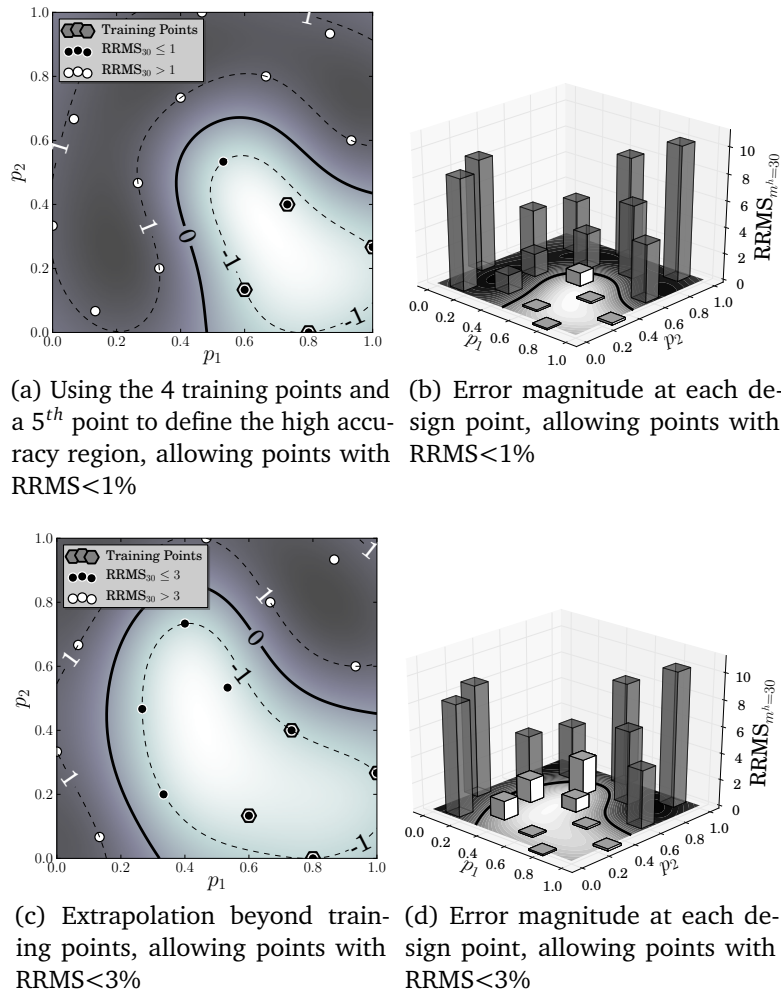 Training Points
RRMS₃₀ ≤ 1
RRMS₃₀ > 1
1
1
1
0
-1
-1
p₂
1.0
0.8
0.6
0.4
0.2
0.0
0.0 0.2 0.4 0.6 0.8 1.0
p₁
10
8
6
4
2
0
RRMS_{m^h=30}
0.0 0.2 0.4 0.6 0.8 1.0
p₁
0.0 0.2 0.4 0.6 0.8 1.0
p₂
(a) Using the 4 training points and
a 5th point to define the high accu-
racy region, allowing points with
RRMS<1%
(b) Error magnitude at each de-
sign point, allowing points with
RRMS<1%
Training Points
RRMS₃₀ ≤ 3
RRMS₃₀ > 3
1
1
1
0
-1
-1
p₂
1.0
0.8
0.6
0.4
0.2
0.0
0.0 0.2 0.4 0.6 0.8 1.0
p₁
10
8
6
4
2
0
RRMS_{m^h=30}
0.0 0.2 0.4 0.6 0.8 1.0
p₁
0.0 0.2 0.4 0.6 0.8 1.0
p₂
(c) Extrapolation beyond train-
ing points, allowing points with
RRMS<3%
(d) Error magnitude at each de-
sign point, allowing points with
RRMS<3%